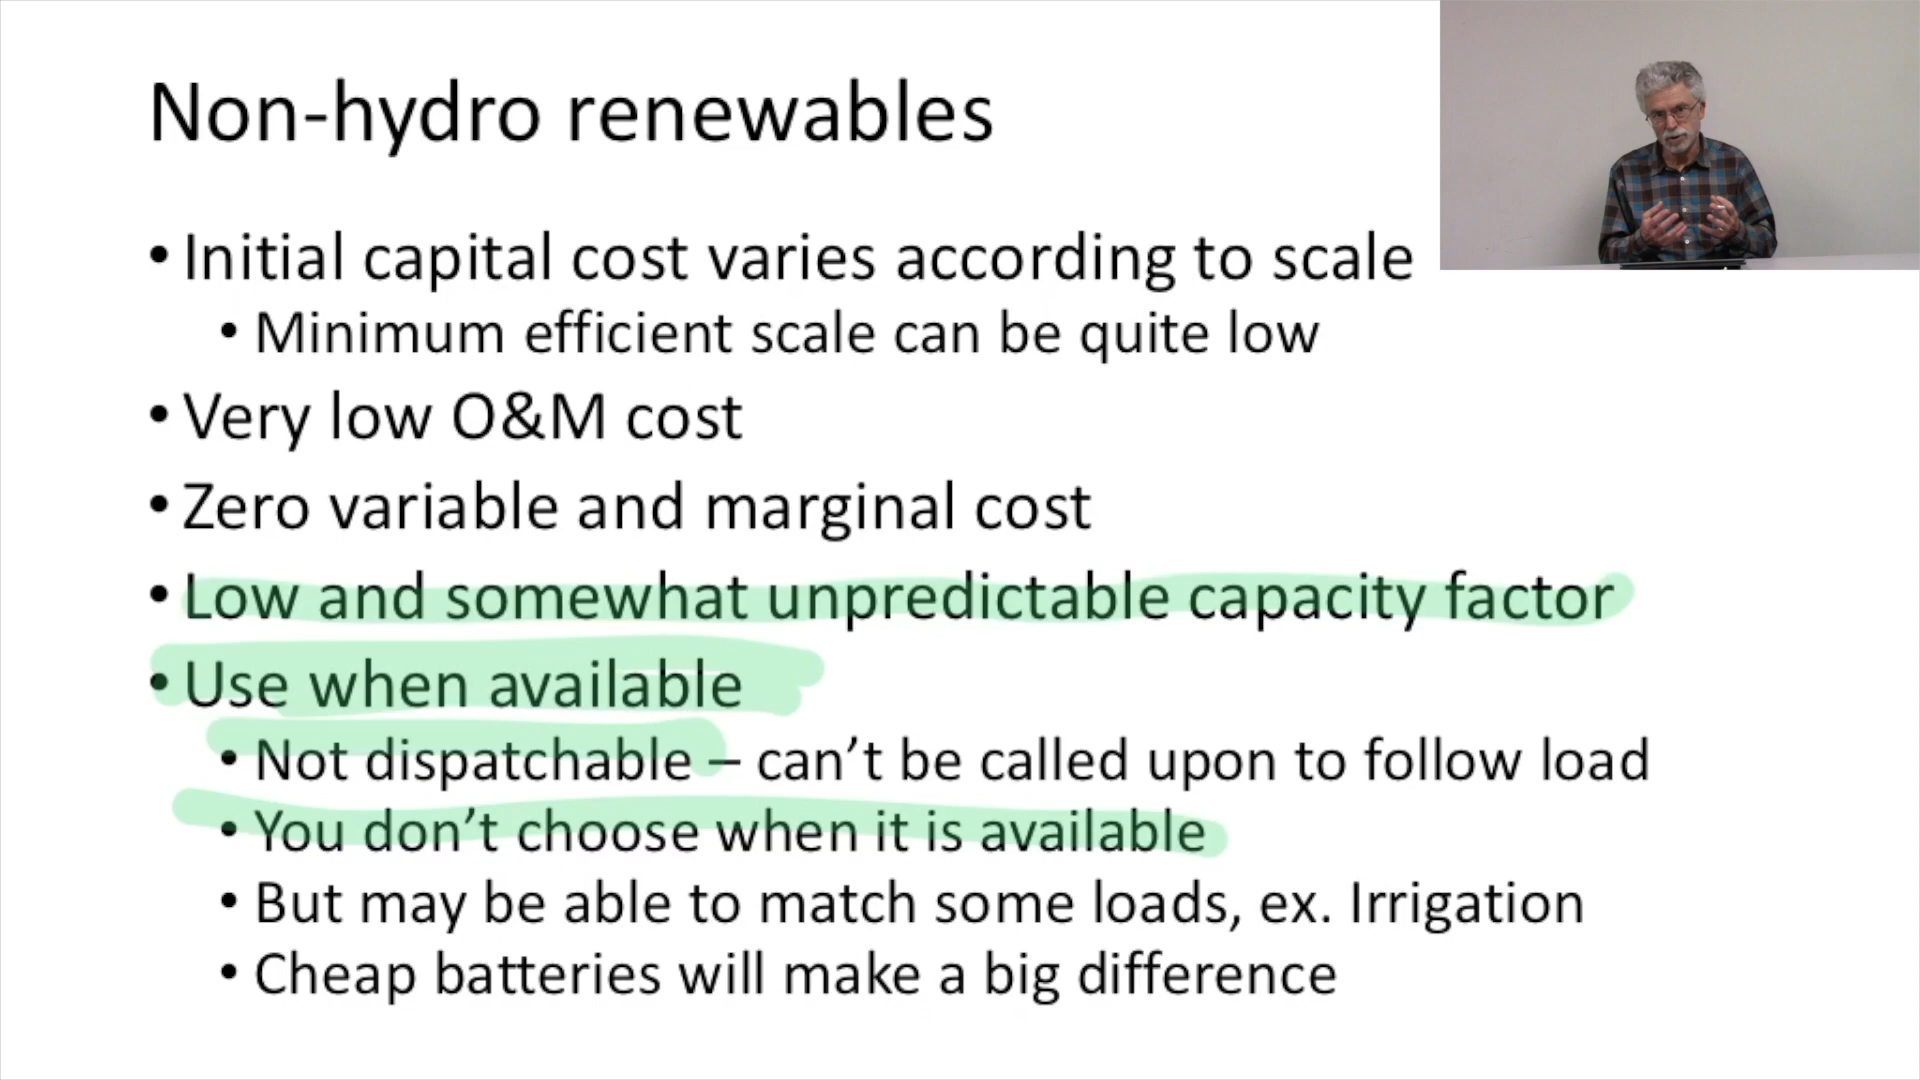 Non-hydro renewables
• Initial capital cost varies according to scale
• Minimum efficient scale can be quite low
• Very low O&M cost
• Zero variable and marginal cost
• Low and somewhat unpredictable capacity factor
• Use when available
• Not dispatchable – can’t be called upon to follow load
• You don’t choose when it is available
• But may be able to match some loads, ex. Irrigation
• Cheap batteries will make a big difference